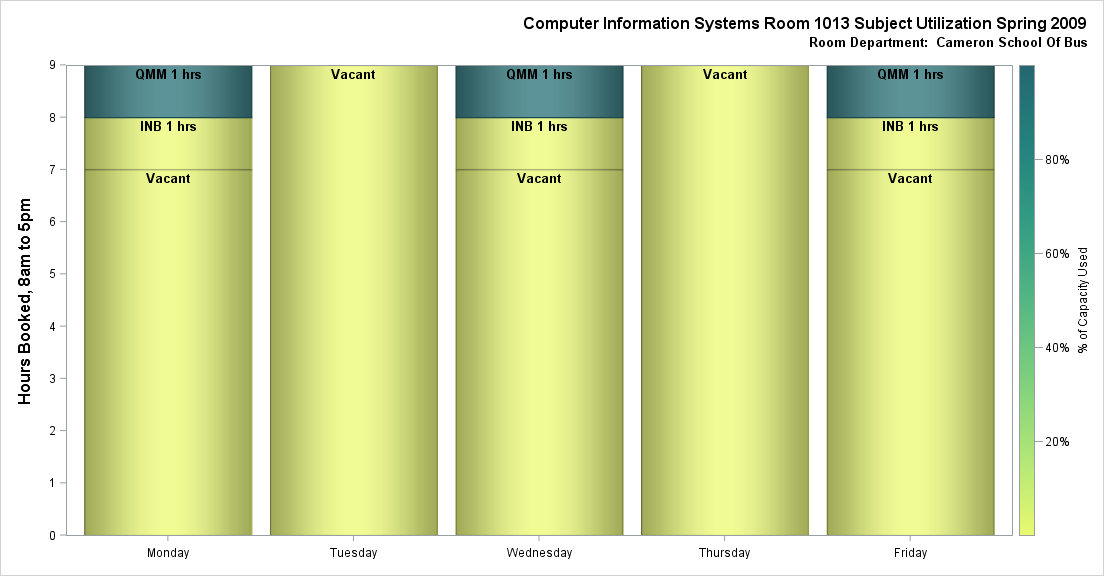 Computer Information Systems Room 1013 Subject Utilization Spring 2009
Room Department:  Cameron School Of Bus
Hours Booked, 8am to 5pm
9
8
7
6
5
4
3
2
1
0
QMM 1 hrs
INB 1 hrs
Vacant
Vacant
QMM 1 hrs
INB 1 hrs
Vacant
Vacant
QMM 1 hrs
INB 1 hrs
Vacant
Monday
Tuesday
Wednesday
Thursday
Friday
80%
60%
40%
20%
% of Capacity Used